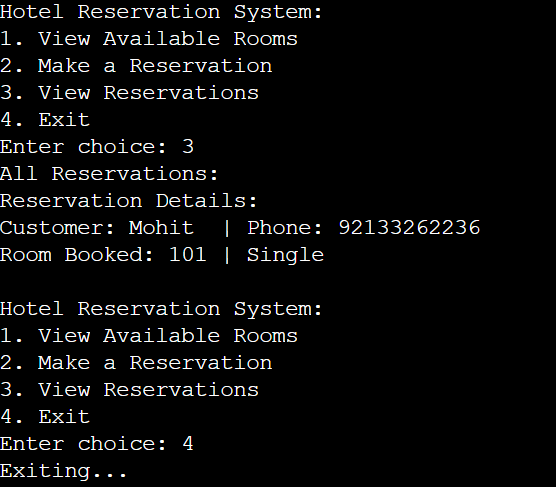 Hotel Reservation System:
1. View Available Rooms
2. Make a Reservation
3. View Reservations
4. Exit
Enter choice: 3
All Reservations:
Reservation Details:
Customer: Mohit  | Phone: 92133262236
Room Booked: 101 | Single

Hotel Reservation System:
1. View Available Rooms
2. Make a Reservation
3. View Reservations
4. Exit
Enter choice: 4
Exiting...